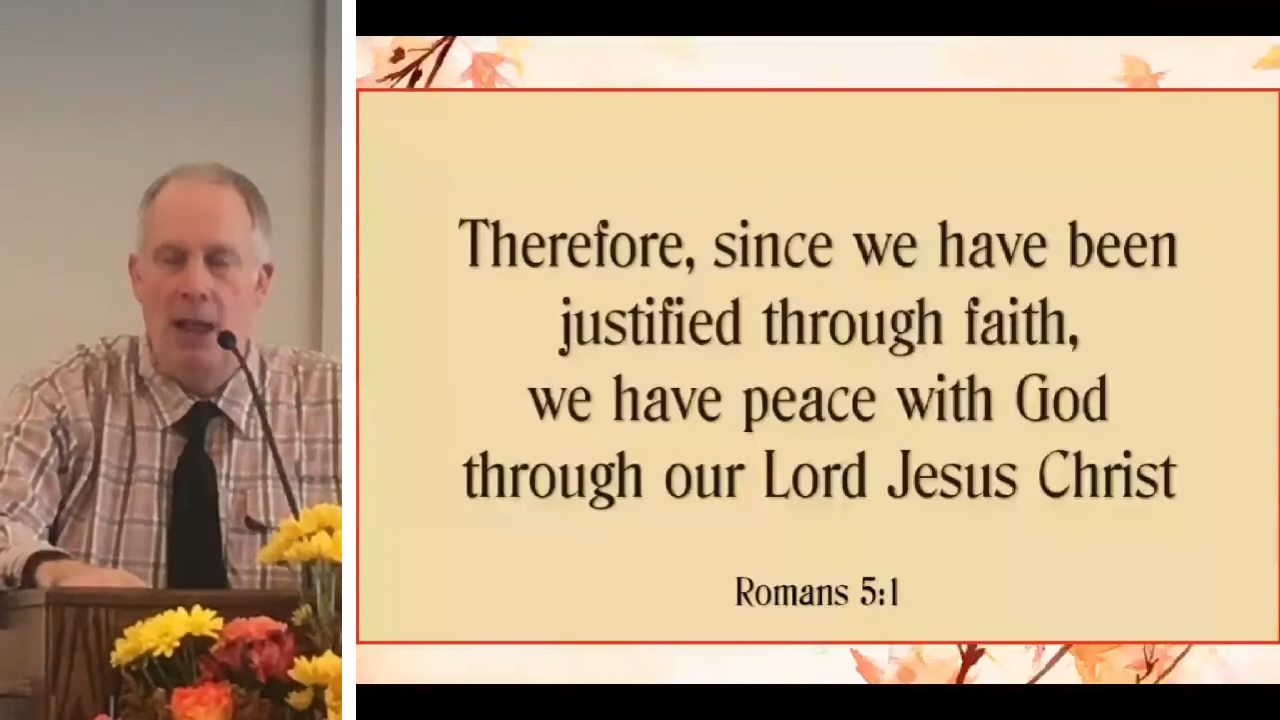 Therefore, since we have been
justified through faith,
we have peace with God
through our Lord Jesus Christ
Romans 5:1